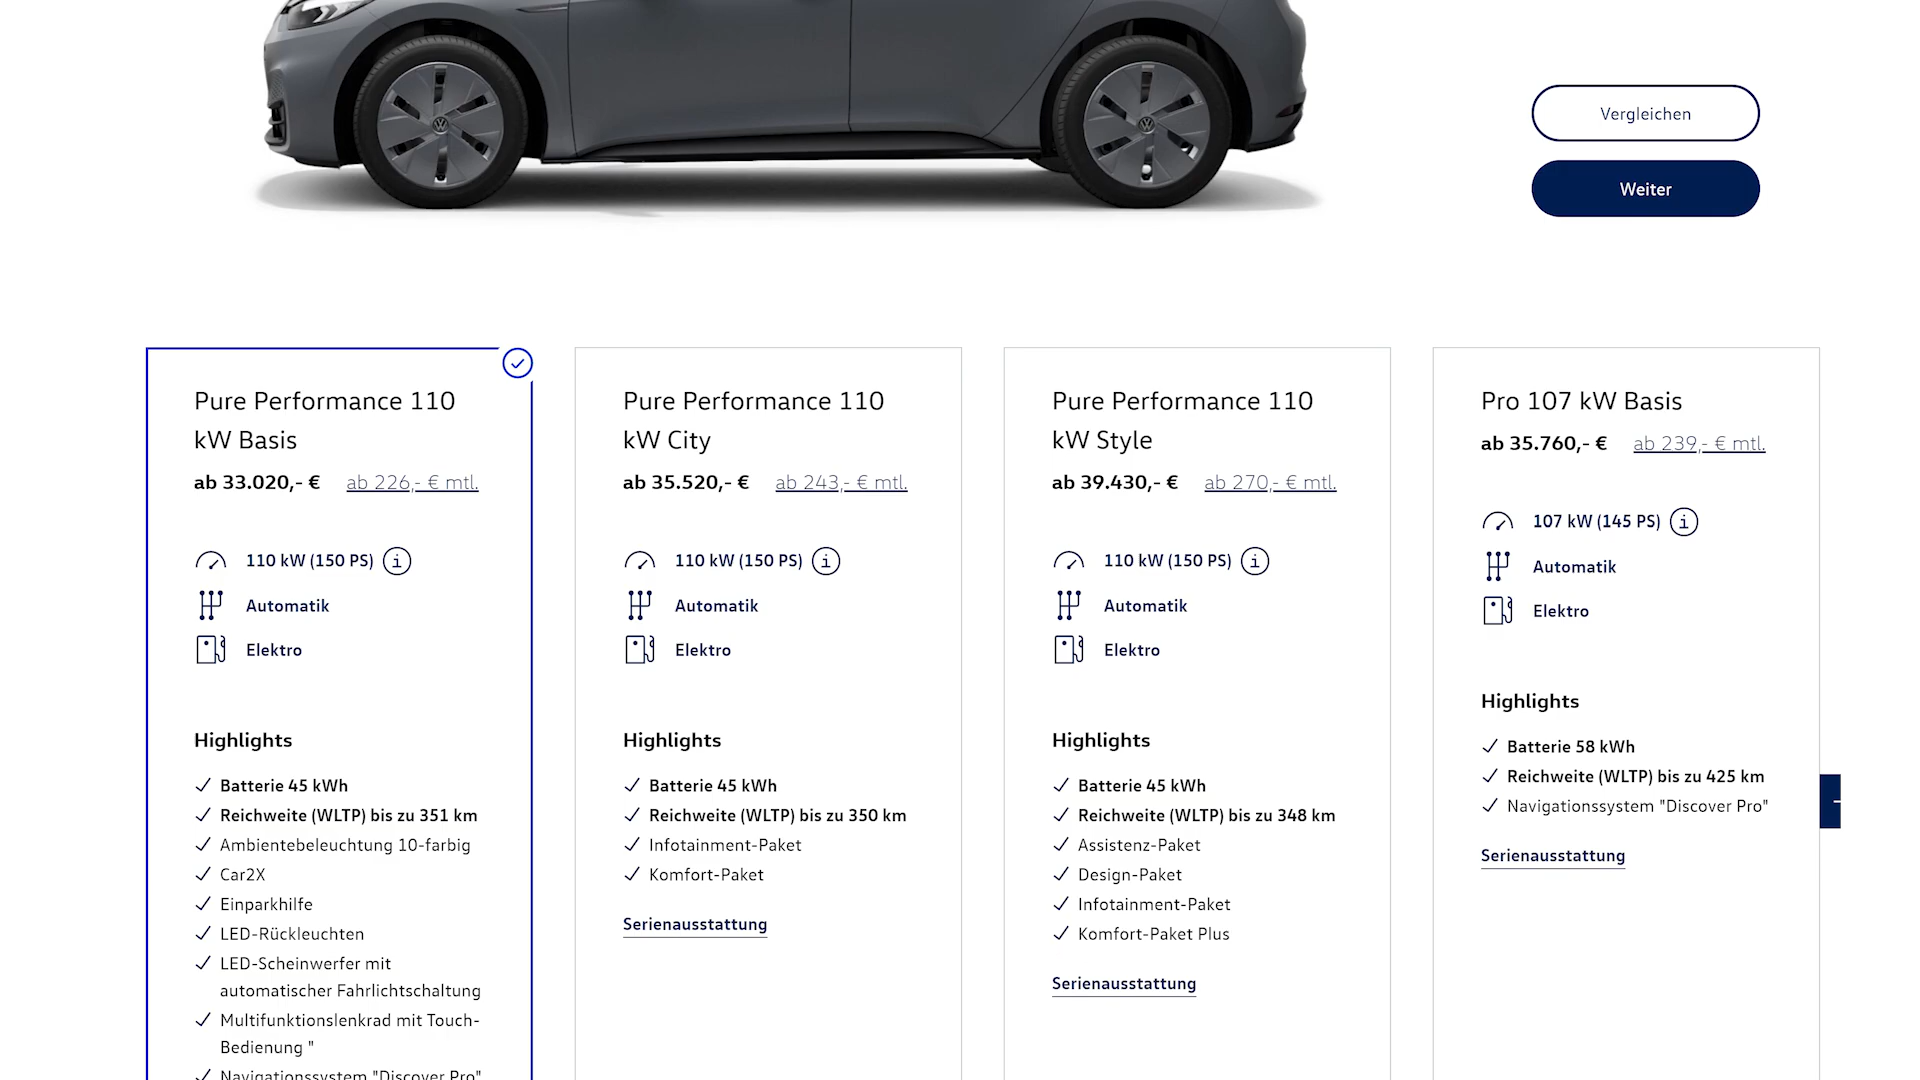 Vergleichen
Weiter
Pure Performance 110
kW Basis
ab 33.020,- € ab 226,- € mtl.
110 kW (150 PS) i
Automatik
Elektro
Highlights
Batterie 45 kWh
Reichweite (WLTP) bis zu 351 km
Ambientebeleuchtung 10-farbig
Car2X
Einparkhilfe
LED-Rückleuchten
LED-Scheinwerfer mit
automatischer Fahrlichtschaltung
Multifunktionslenkrad mit Touch-
Bedienung "
Navigationssystem "Discover Pro"
Pure Performance 110
kW City
ab 35.520,- € ab 243,- € mtl.
110 kW (150 PS) i
Automatik
Elektro
Highlights
Batterie 45 kWh
Reichweite (WLTP) bis zu 350 km
Infotainment-Paket
Komfort-Paket
Serienausstattung
Pure Performance 110
kW Style
ab 39.430,- € ab 270,- € mtl.
110 kW (150 PS) i
Automatik
Elektro
Highlights
Batterie 45 kWh
Reichweite (WLTP) bis zu 348 km
Assistenz-Paket
Design-Paket
Infotainment-Paket
Komfort-Paket Plus
Serienausstattung
Pro 107 kW Basis
ab 35.760,- € ab 239,- € mtl.
107 kW (145 PS) i
Automatik
Elektro
Highlights
Batterie 58 kWh
Reichweite (WLTP) bis zu 425 km
Navigationssystem "Discover Pro"
Serienausstattung